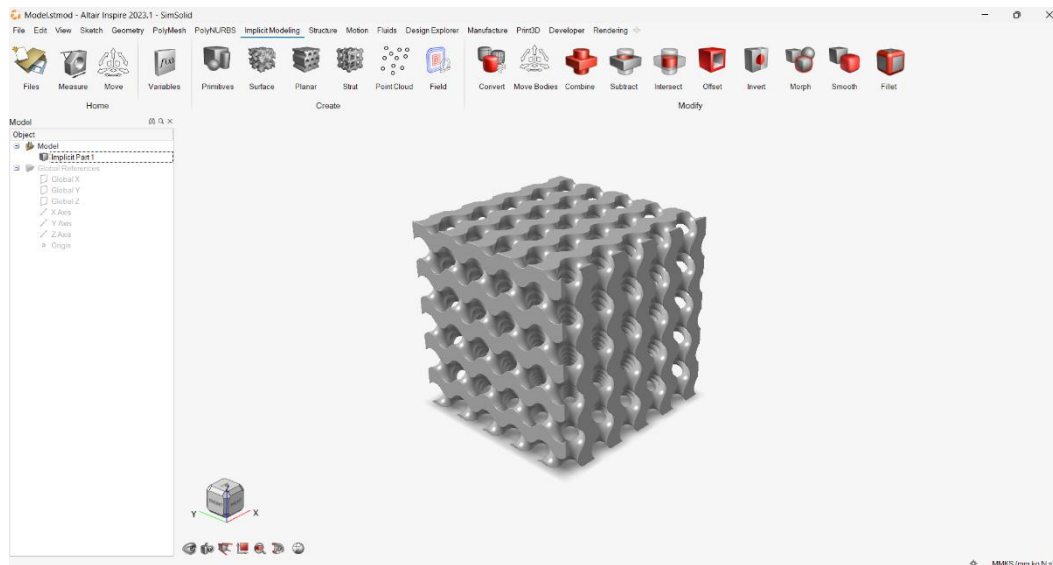 Model.stmod - Altair Inspire 2023.1 - SimSolid
File Edit View Sketch Geometry PolyMesh PolyNURBS Implicit Modeling Structure Motion Fluids Design Explorer Manufacture Print3D Developer Rendering
f(x)
Files Measure Move Variables Primitives Surface Planar Strut Point Cloud Field Convert Move Bodies Combine Subtract Intersect Offset Invert Morph Smooth Fillet
Home Create Modify
Model
Object
Model
Implicit Part 1
Global References
Global X
Global Y
Global Z
X Axis
Y Axis
Z Axis
Origin
Y X
MMKS (mm kg N